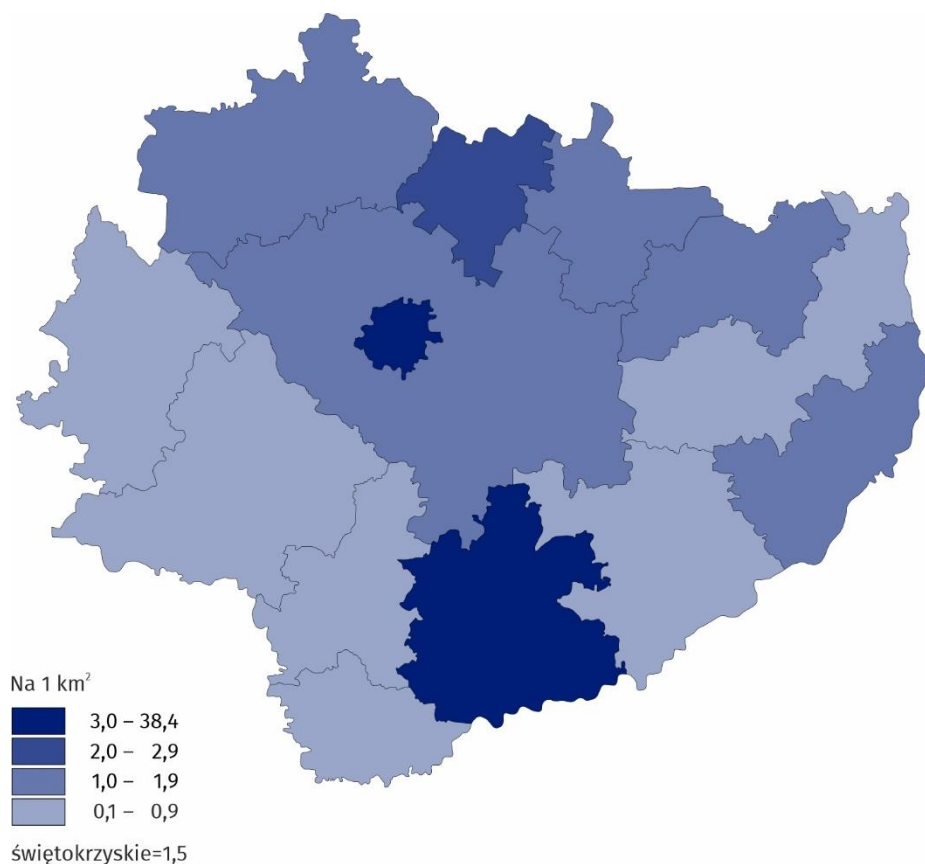 Na 1 km²
3,0 – 38,4
2,0 – 2,9
1,0 – 1,9
0,1 – 0,9
świętokrzyskie=1,5